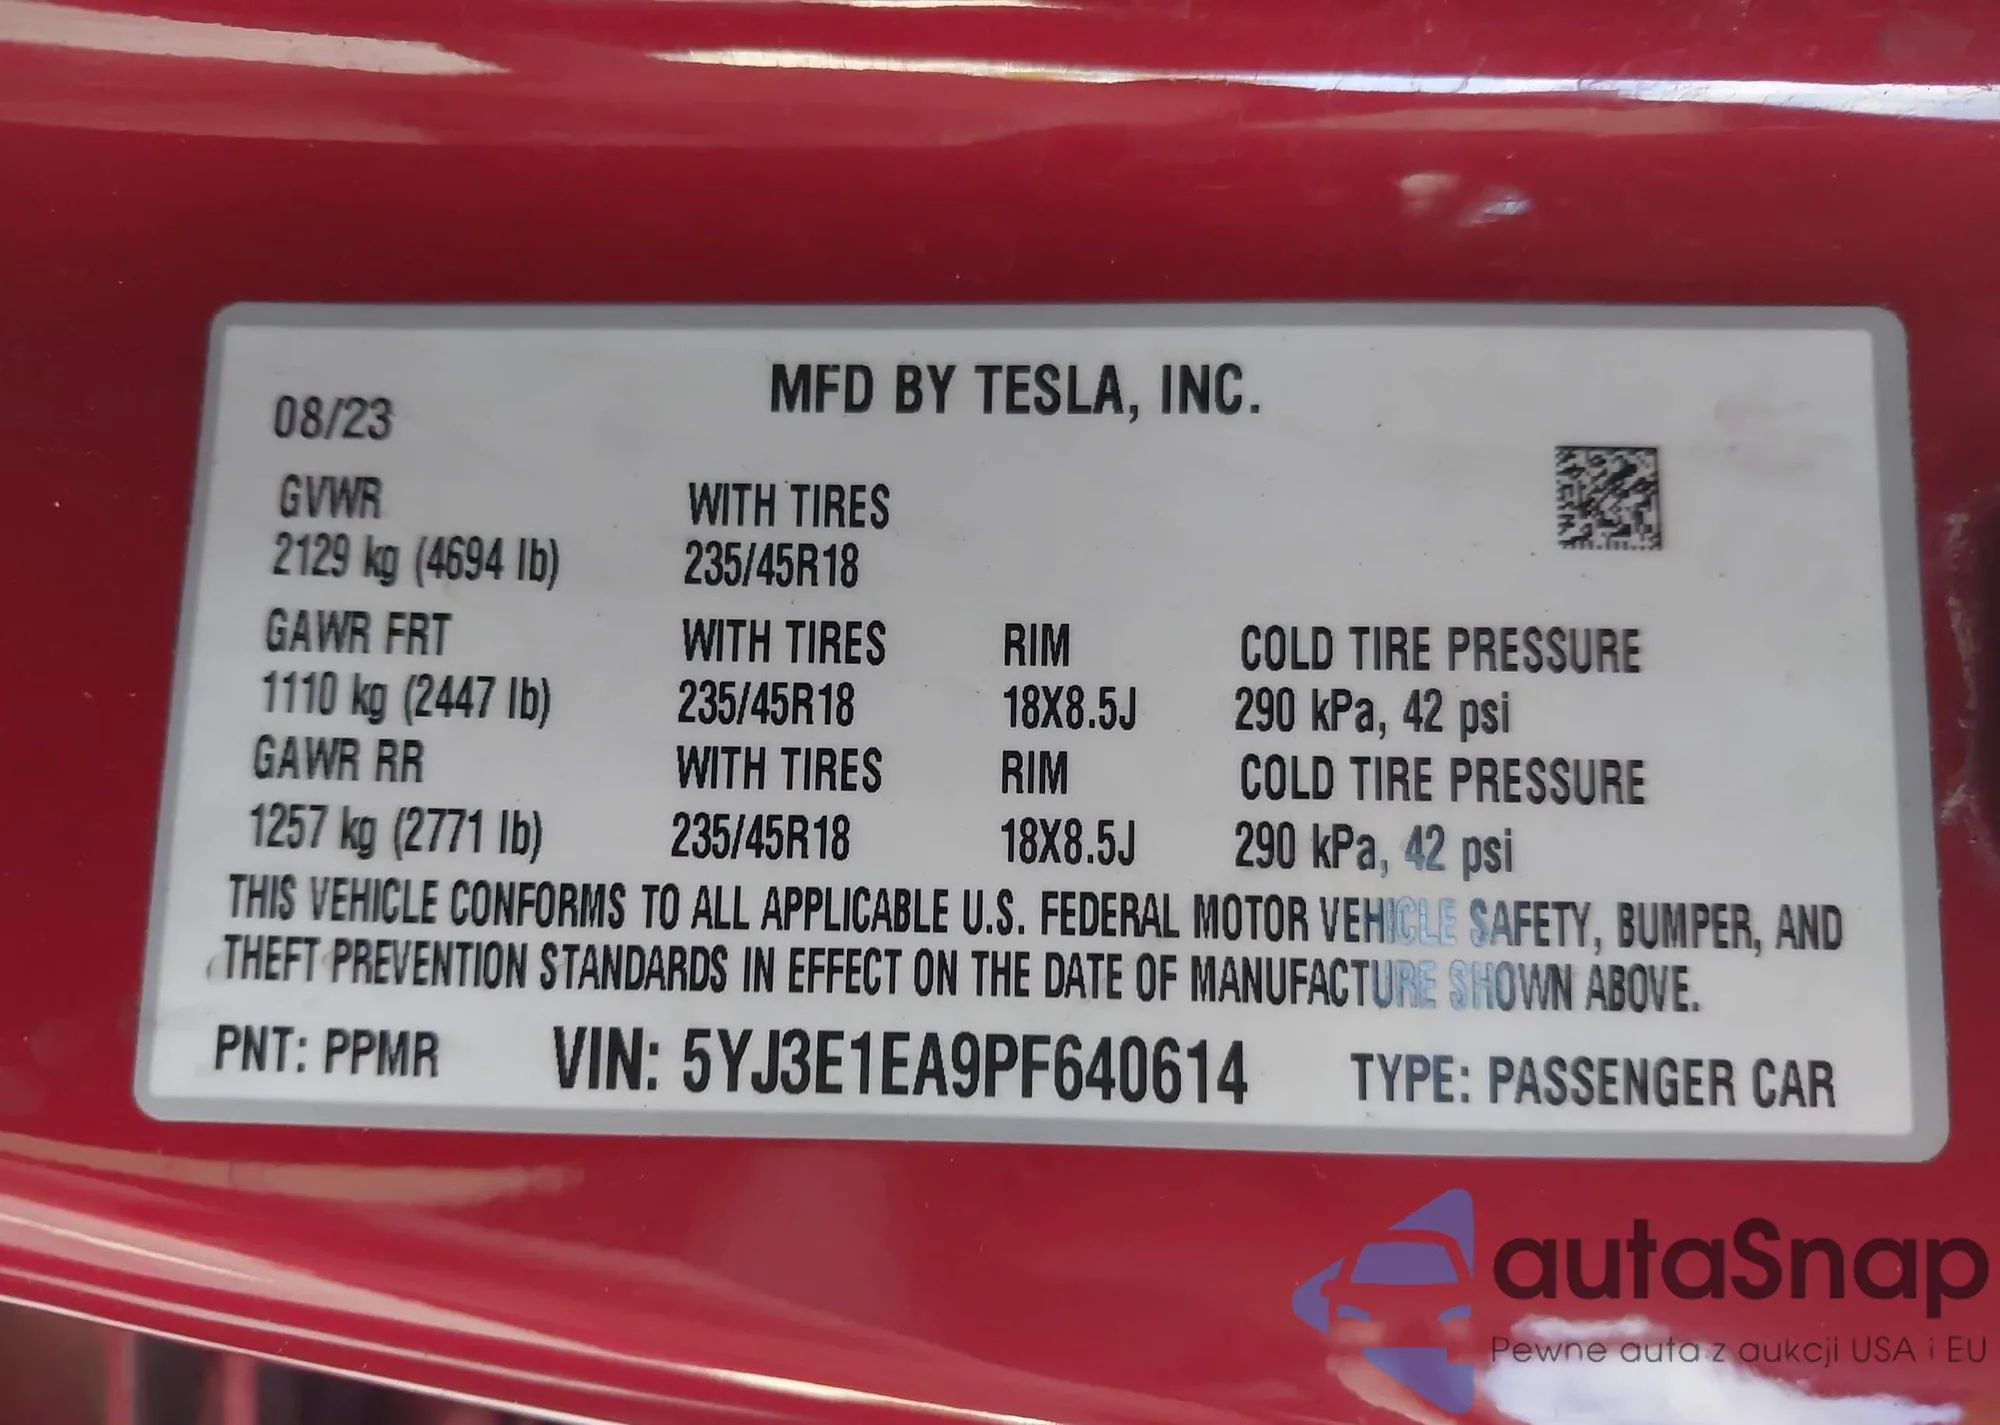 MFD BY TESLA, INC.
08/23
GVWR WITH TIRES
2129 kg (4694 lb) 235/45R18
GAWR FRT WITH TIRES RIM COLD TIRE PRESSURE
1110 kg (2447 lb) 235/45R18 18X8.5J 290 kPa, 42 psi
GAWR RR WITH TIRES RIM COLD TIRE PRESSURE
1257 kg (2771 lb) 235/45R18 18X8.5J 290 kPa, 42 psi
THIS VEHICLE CONFORMS TO ALL APPLICABLE U.S. FEDERAL MOTOR VEHICLE SAFETY, BUMPER, AND
THEFT PREVENTION STANDARDS IN EFFECT ON THE DATE OF MANUFACTURE SHOWN ABOVE.
PNT: PPMR VIN: 5YJ3E1EA9PF640614 TYPE: PASSENGER CAR
autaSnap
Pewne auta z aukcji USA i EU